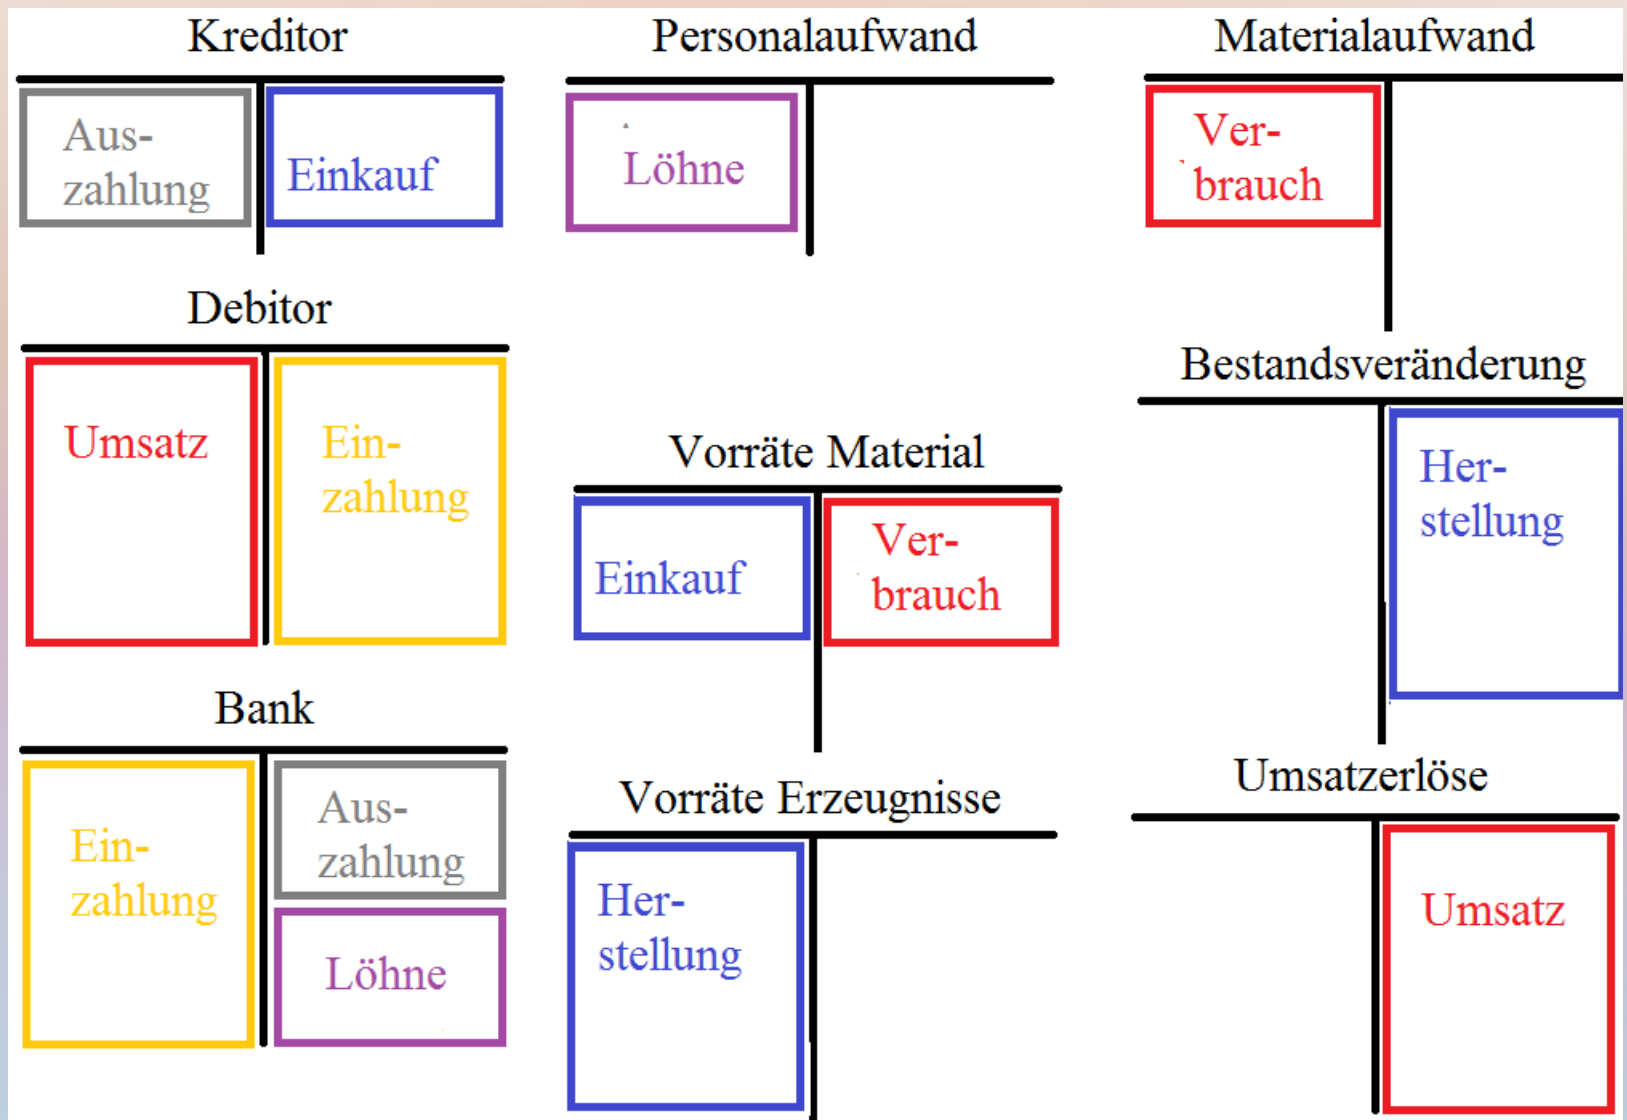 Kreditor
Aus-
zahlung
Einkauf
Personalaufwand
Löhne
Materialaufwand
Ver-
brauch
Debitor
Umsatz
Ein-
zahlung
Vorräte Material
Einkauf
Ver-
brauch
Bestandsveränderung
Her-
stellung
Bank
Ein-
zahlung
Aus-
zahlung
Löhne
Vorräte Erzeugnisse
Her-
stellung
Umsatzerlöse
Umsatz